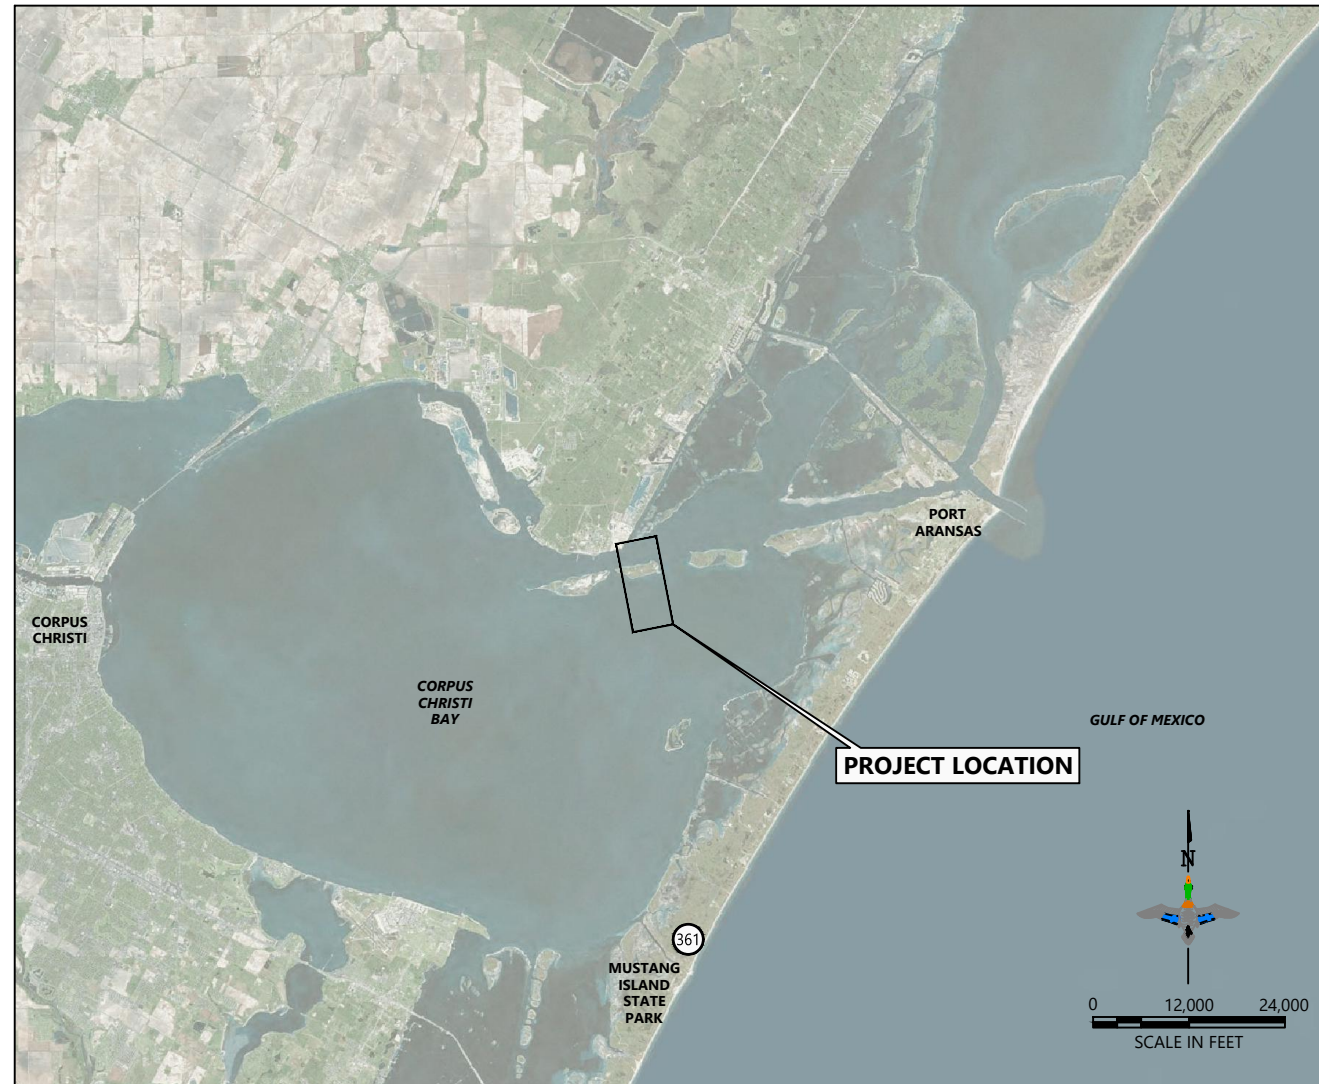 PORT
ARANSAS
CORPUS
CHRISTI
CORPUS
CHRISTI
BAY
GULF OF MEXICO
PROJECT LOCATION
N
361
MUSTANG
ISLAND
STATE
PARK
0 12,000 24,000
SCALE IN FEET